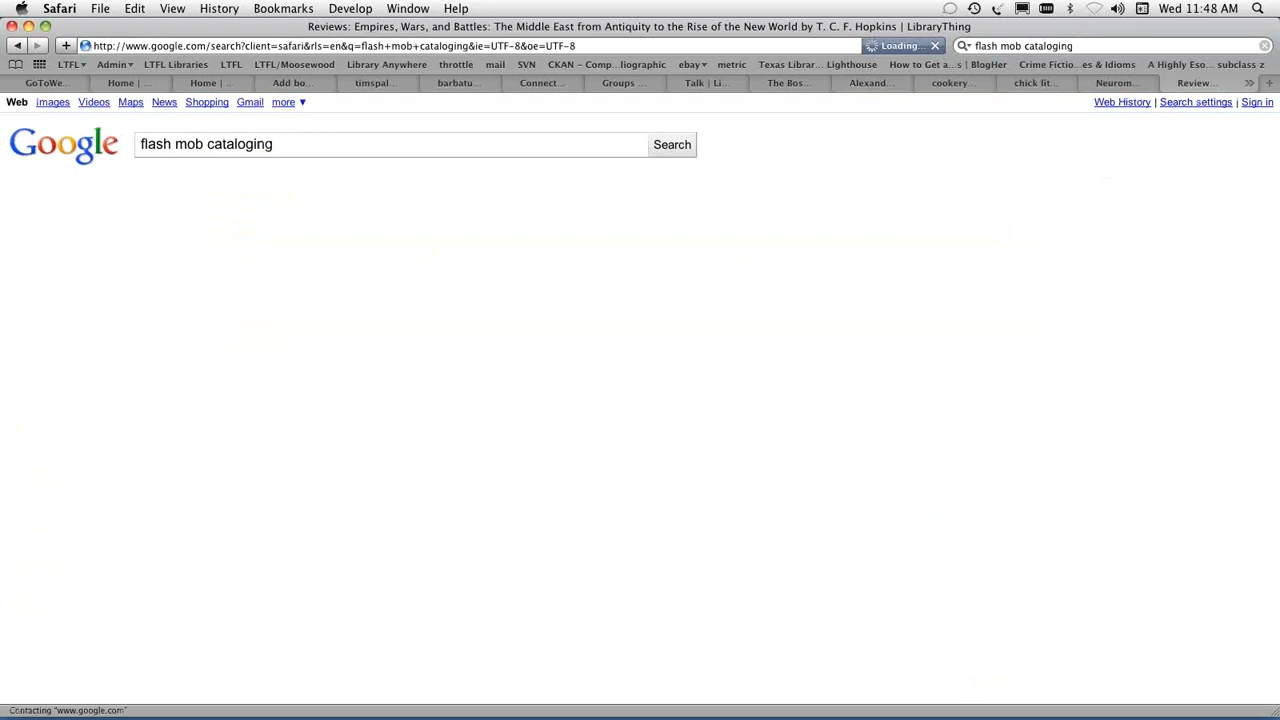 Safari File Edit View History Bookmarks Develop Window Help Wed 11:48 AM
Reviews: Empires, Wars, and Battles: The Middle East from Antiquity to the Rise of the New World by T. C. F. Hopkins | LibraryThing
http://www.google.com/search?client=safari&rls=en&q=flash+mob+cataloging&ie=UTF-8&oe=UTF-8 Loading... flash mob cataloging
LTFL Admin LTFL Libraries LTFL LTFL/Moosewood Library Anywhere throttle mail SVN CKAN – Comp...liographic ebay metric Texas Librar... Lighthouse How to Get a...s | BlogHer Crime Fictio...es & Idioms A Highly Eso... subclass z
GoToWe... Home | ... Home | ... Add bo... timspal... barbatu... Connect... Groups ... Talk | Li... The Bos... Alexand... cookery... chick lit... Neurom... Review...
Web Images Videos Maps News Shopping Gmail more ▼ Web History | Search settings | Sign in
Google flash mob cataloging Search
Contacting "www.google.com"